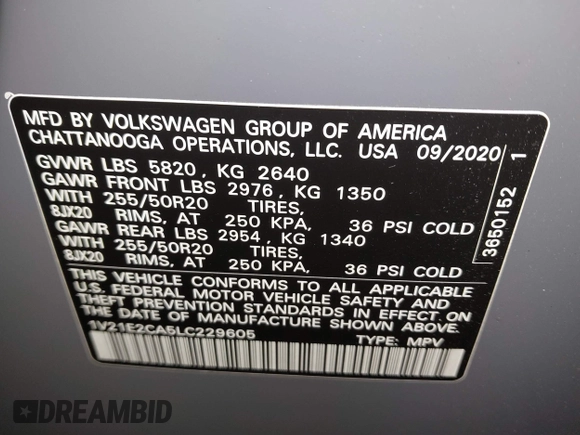 MFD BY VOLKSWAGEN GROUP OF AMERICA
CHATTANOOGA OPERATIONS, LLC. USA 09/2020
GVWR LBS 5820, KG 2640
GAWR FRONT LBS 2976, KG 1350
WITH 255/50R20 TIRES,
8JX20 RIMS, AT 250 KPA, 36 PSI COLD
GAWR REAR LBS 2954, KG 1340
WITH 255/50R20 TIRES,
8JX20 RIMS, AT 250 KPA, 36 PSI COLD
THIS VEHICLE CONFORMS TO ALL APPLICABLE
U.S. FEDERAL MOTOR VEHICLE SAFETY AND
THEFT PREVENTION STANDARDS IN EFFECT ON
THE DATE OF MANUFACTURE SHOWN ABOVE.
1V21E2CA5LC229605 TYPE: MPV
3650152 1
DREAMBID